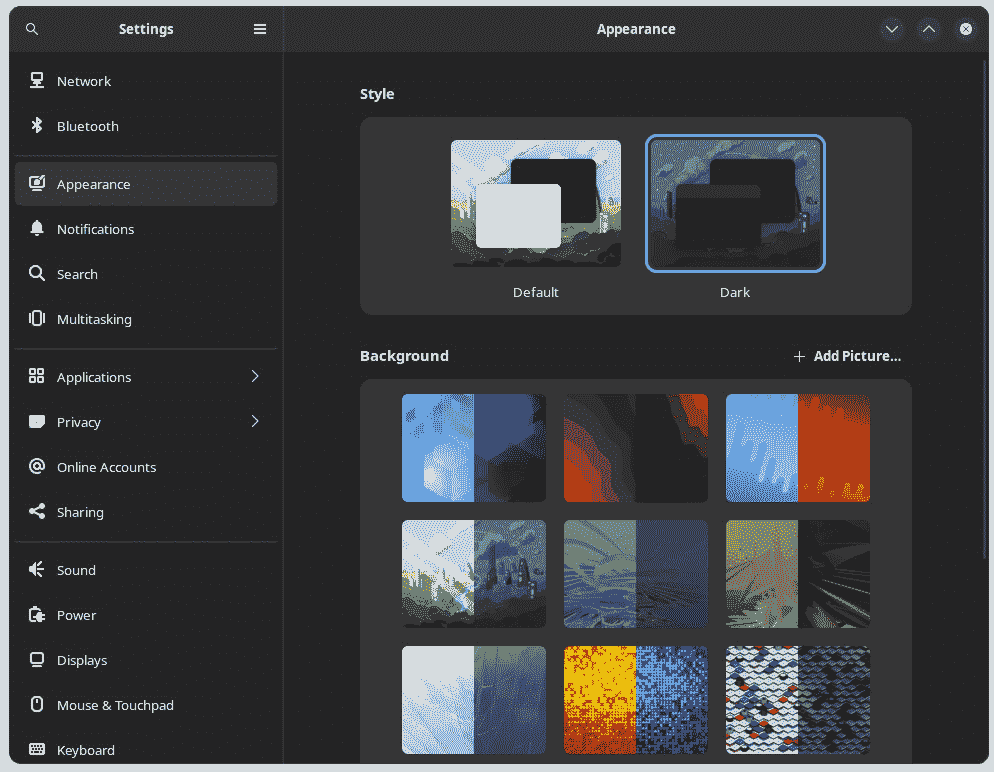 Settings
Appearance
Network
Bluetooth
Appearance
Notifications
Search
Multitasking
Applications
Privacy
Online Accounts
Sharing
Sound
Power
Displays
Mouse & Touchpad
Keyboard
Style
Default
Dark
Background
Add Picture...